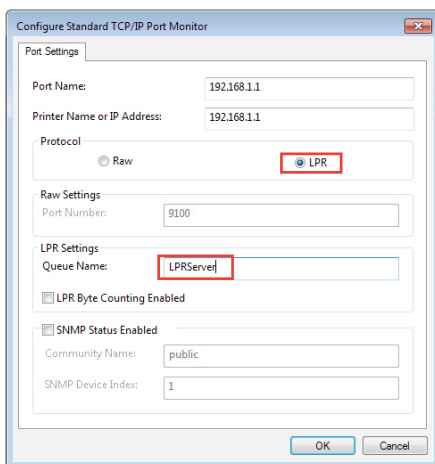 Configure Standard TCP/IP Port Monitor
Port Settings
Port Name: 192.168.1.1
Printer Name or IP Address: 192.168.1.1
Protocol
Raw LPR
Raw Settings
Port Number: 9100
LPR Settings
Queue Name: LPRServer
LPR Byte Counting Enabled
SNMP Status Enabled
Community Name: public
SNMP Device Index: 1
OK Cancel